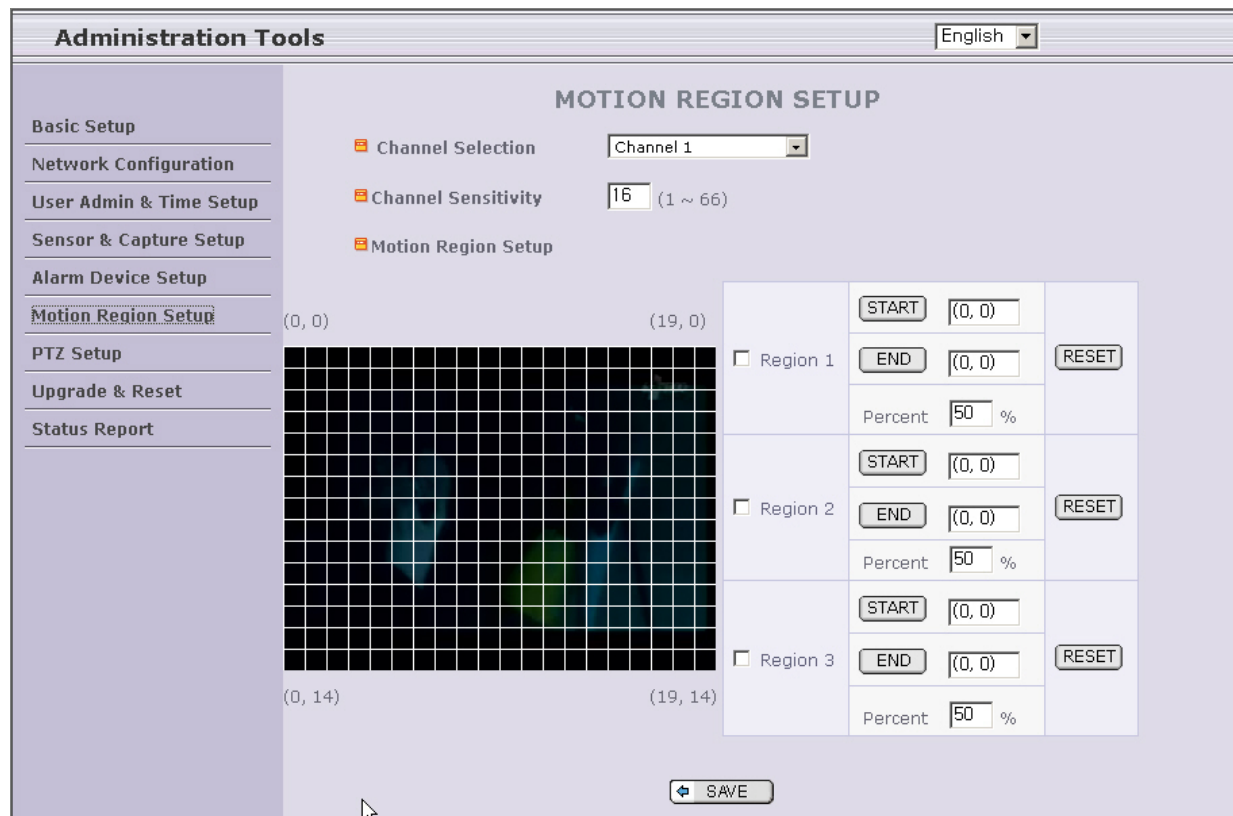 Administration Tools
English
Basic Setup
Network Configuration
User Admin & Time Setup
Sensor & Capture Setup
Alarm Device Setup
Motion Region Setup
PTZ Setup
Upgrade & Reset
Status Report
MOTION REGION SETUP
Channel Selection Channel 1
Channel Sensitivity 16 (1 ~ 66)
Motion Region Setup
(0, 0) (19, 0)
(0, 14) (19, 14)
Region 1
START (0, 0)
END (0, 0)
Percent 50 %
RESET
Region 2
START (0, 0)
END (0, 0)
Percent 50 %
RESET
Region 3
START (0, 0)
END (0, 0)
Percent 50 %
RESET
SAVE